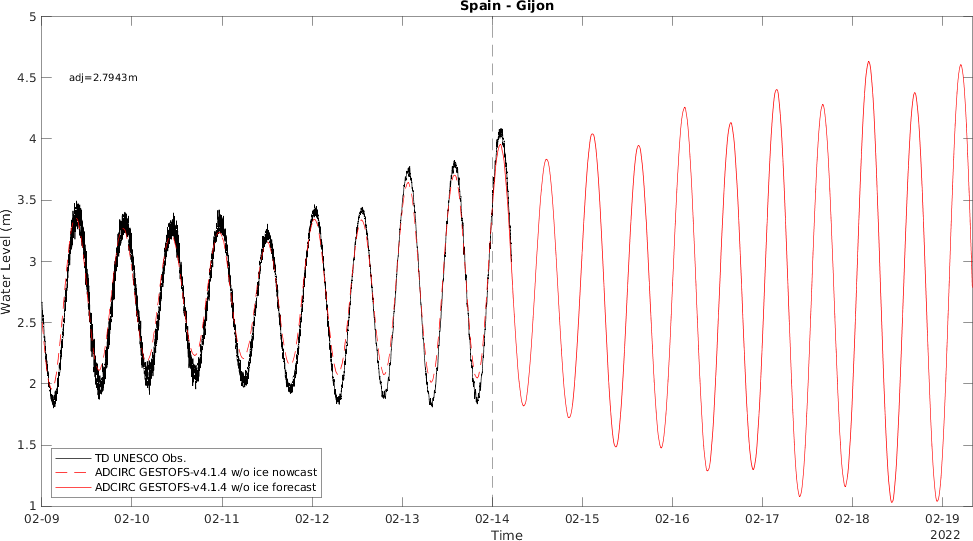 Spain - Gijon
5
4.5
4
3.5
3
2.5
2
1.5
1
Water Level (m)
adj=2.7943m
TD UNESCO Obs.
ADCIRC GESTOFS-v4.1.4 w/o ice nowcast
ADCIRC GESTOFS-v4.1.4 w/o ice forecast
02-09 02-10 02-11 02-12 02-13 02-14 02-15 02-16 02-17 02-18 02-19
Time
2022